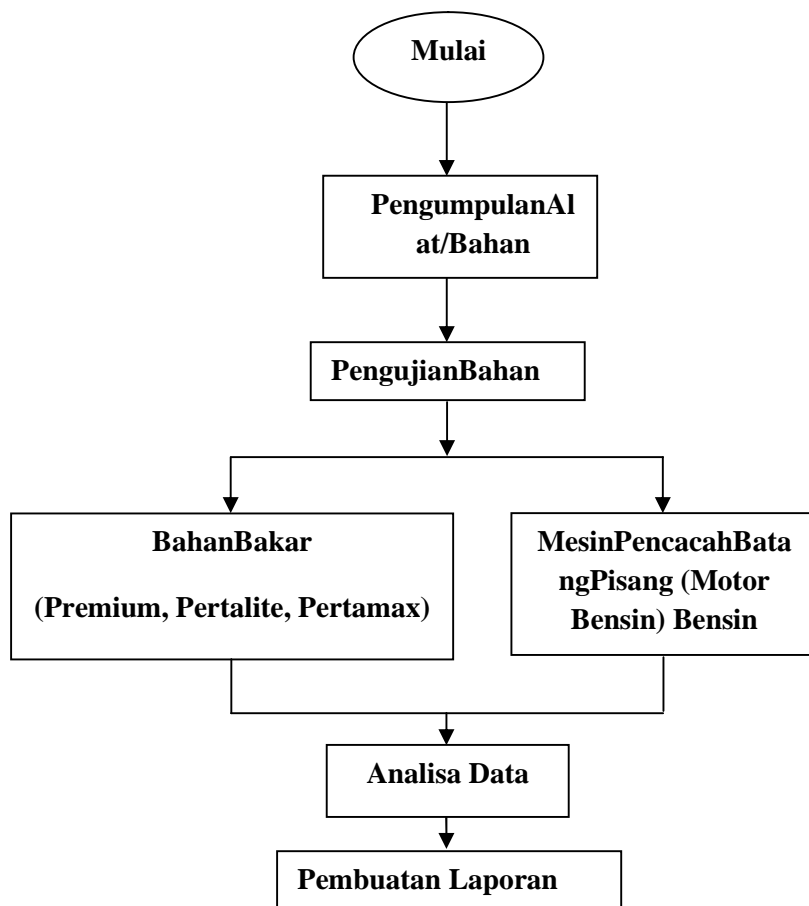 Mulai
PengumpulanAl
at/Bahan
PengujianBahan
BahanBakar
(Premium, Pertalite, Pertamax)
MesinPencacahBata
ngPisang (Motor
Bensin) Bensin
Analisa Data
Pembuatan Laporan